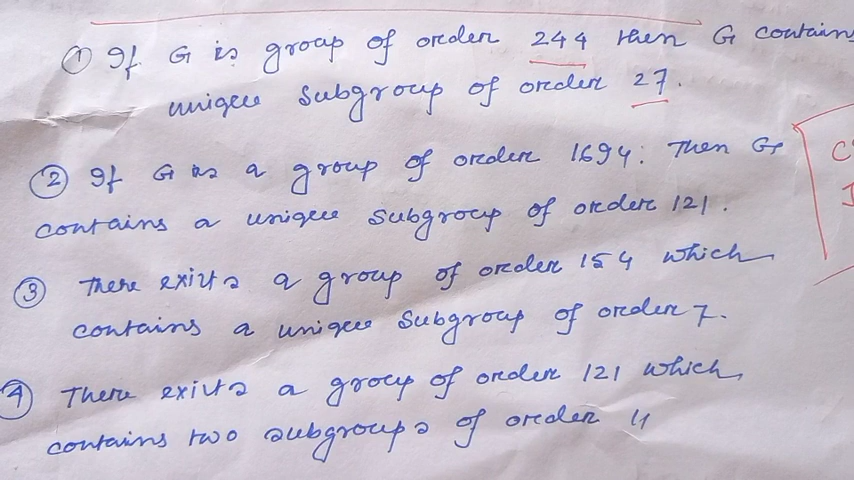 ① If G is group of order 244 then G contains
unique subgroup of order 27.
② If G is a group of order 1694. Then G
contains a unique subgroup of order 121.
③ There exists a group of order 154 which
contains a unique subgroup of order 7.
④ There exists a group of order 121 which
contains two subgroups of order 11